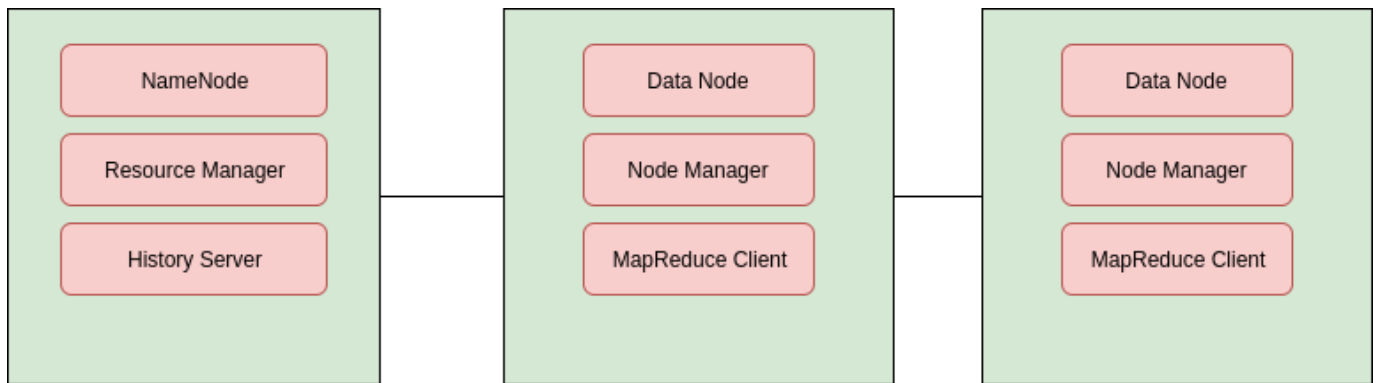 NameNode
Resource Manager
History Server
Data Node
Node Manager
MapReduce Client
Data Node
Node Manager
MapReduce Client